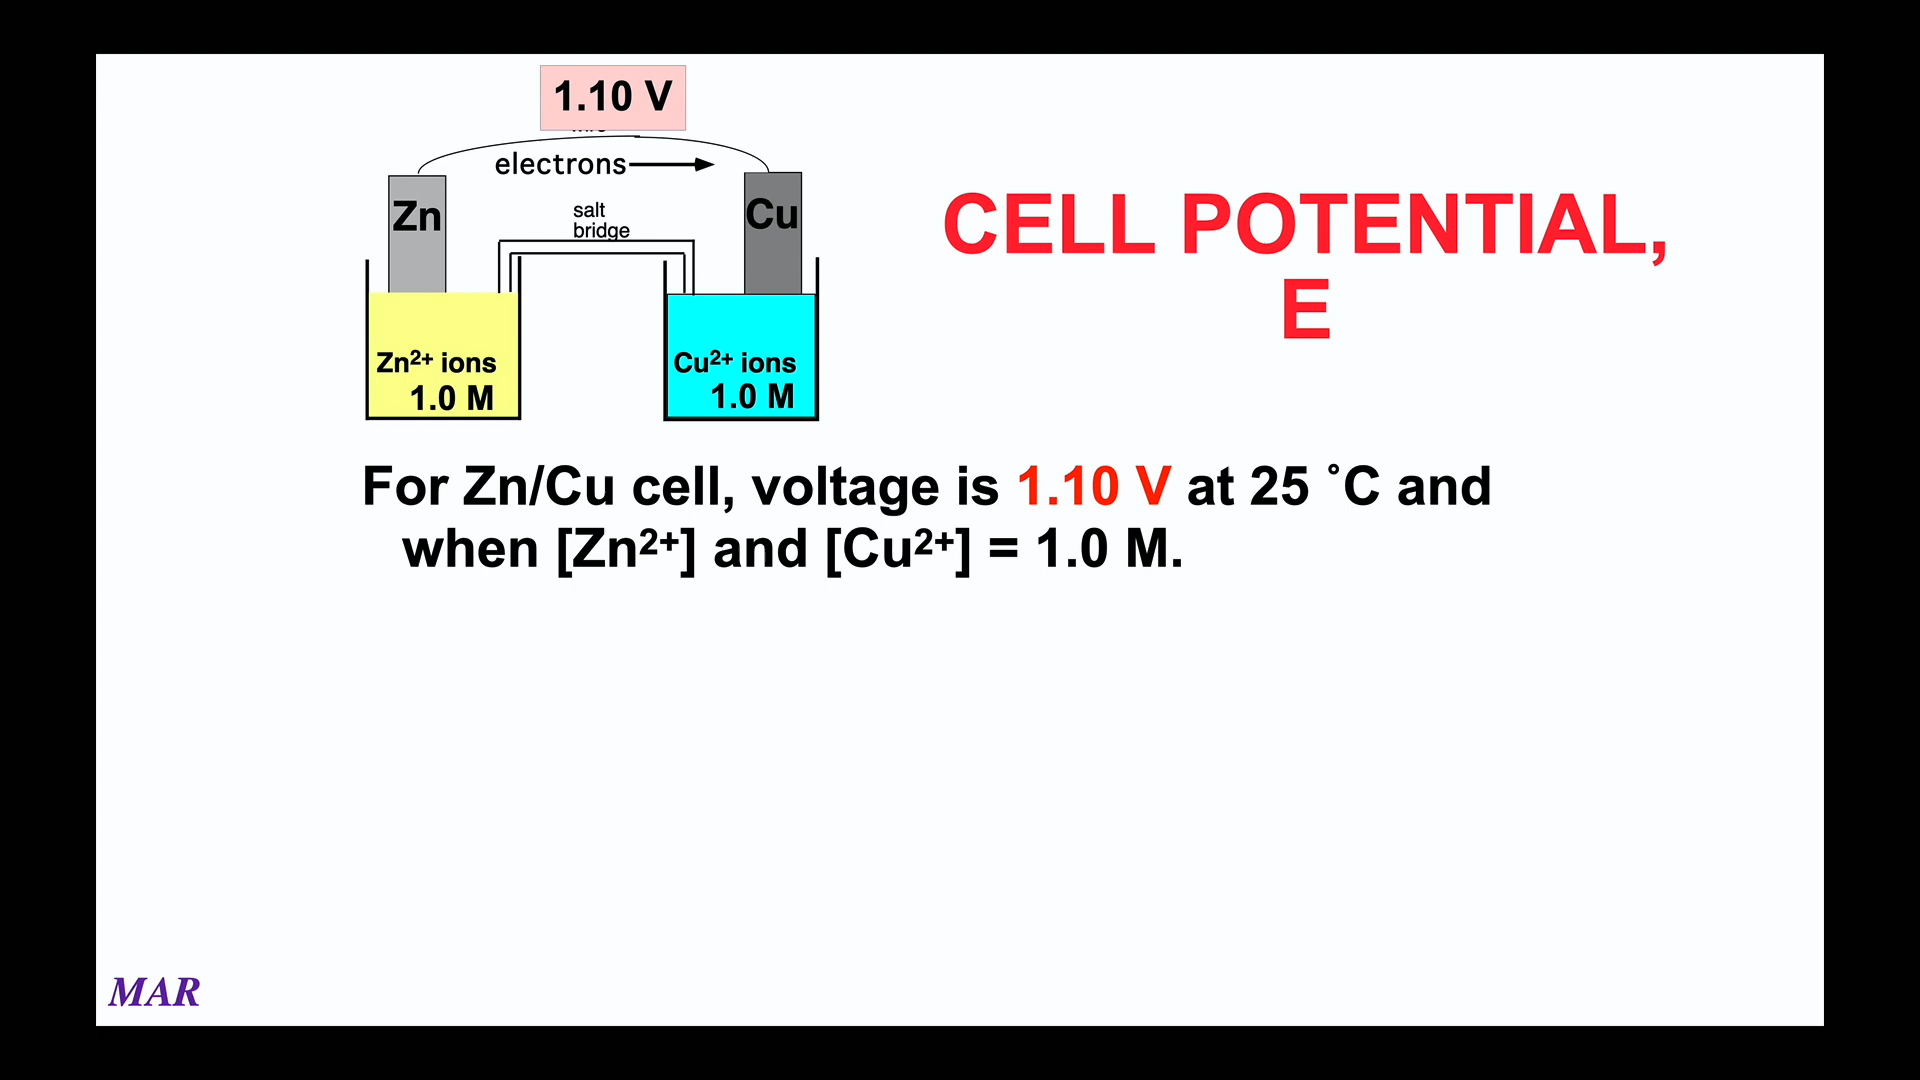 1.10 V
electrons
Zn
Cu
salt
bridge
CELL POTENTIAL,
E
Zn²⁺ ions
1.0 M
Cu²⁺ ions
1.0 M
For Zn/Cu cell, voltage is 1.10 V at 25 ˚C and
when [Zn²⁺] and [Cu²⁺] = 1.0 M.
MAR